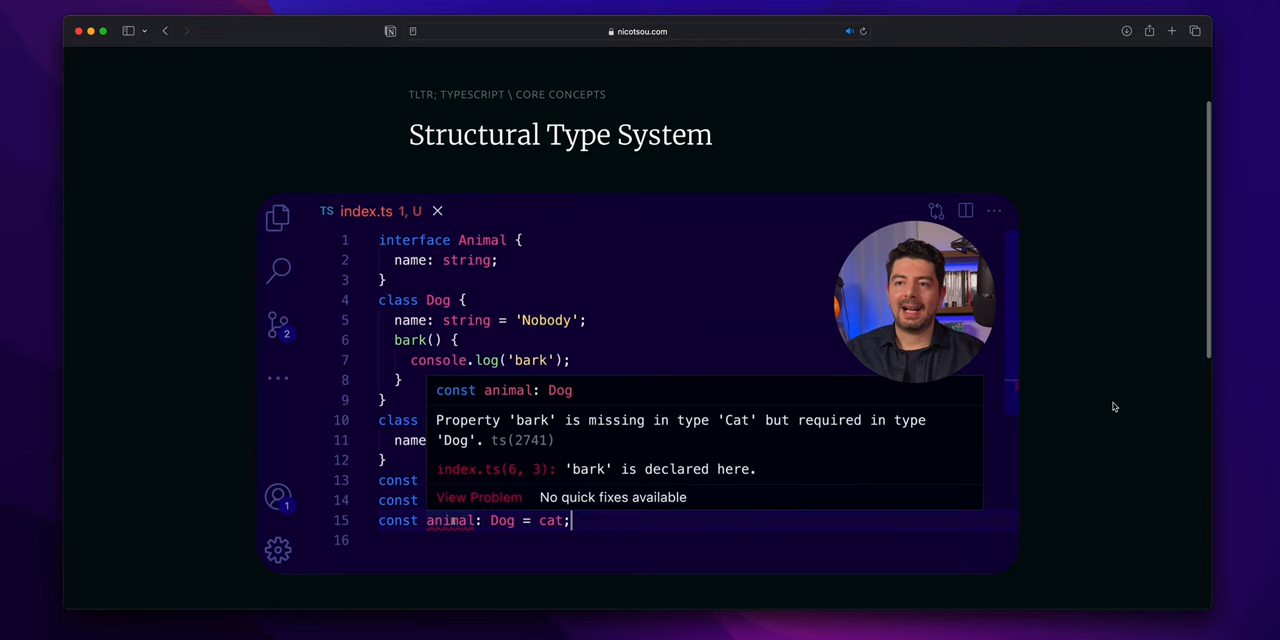 nicotsou.com
TLTR; TYPESCRIPT \ CORE CONCEPTS
Structural Type System
TS index.ts 1, U
1 interface Animal {
2 name: string;
3 }
4 class Dog {
5 name: string = 'Nobody';
6 bark() {
7 console.log('bark');
8 }
9 }
10 class
11 name
12 }
13 const
14 const
15 const animal: Dog = cat;
16
const animal: Dog
Property 'bark' is missing in type 'Cat' but required in type
'Dog'. ts(2741)
index.ts(6, 3): 'bark' is declared here.
View Problem No quick fixes available
2
1